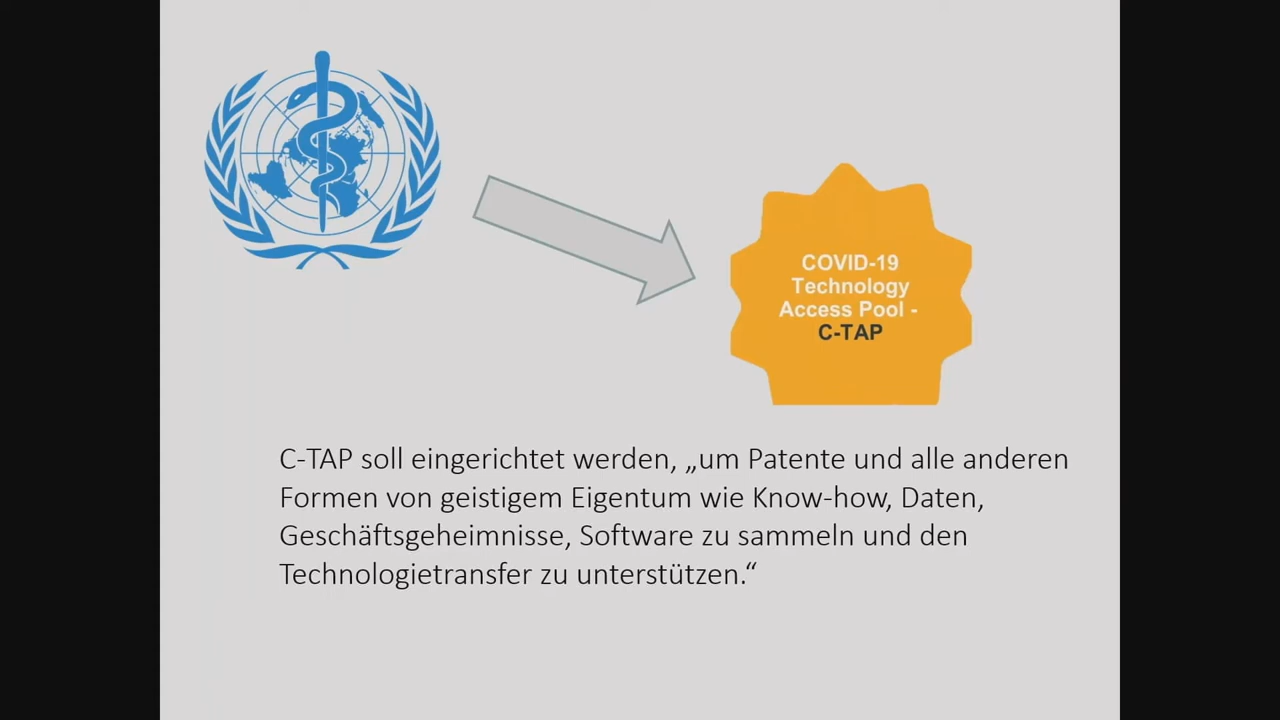 COVID-19
Technology
Access Pool -
C-TAP
C-TAP soll eingerichtet werden, „um Patente und alle anderen
Formen von geistigem Eigentum wie Know-how, Daten,
Geschäftsgeheimnisse, Software zu sammeln und den
Technologietransfer zu unterstützen.“